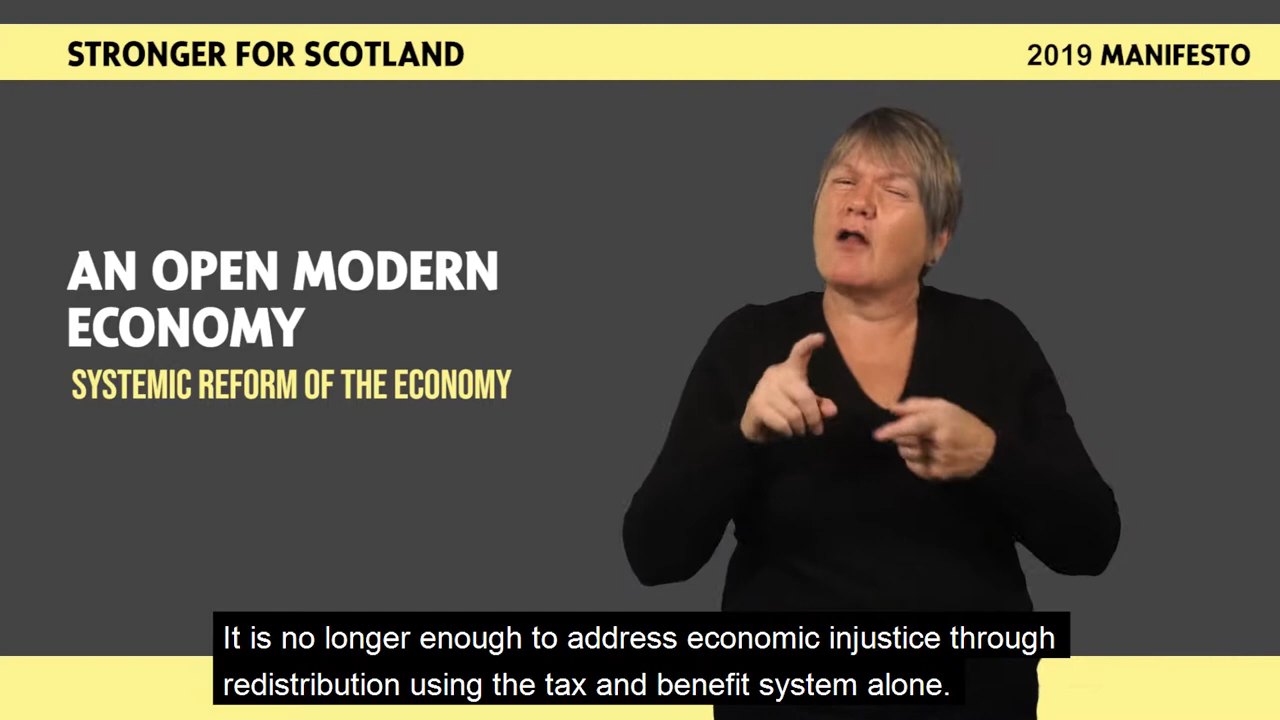 STRONGER FOR SCOTLAND
2019 MANIFESTO
AN OPEN MODERN
ECONOMY
SYSTEMIC REFORM OF THE ECONOMY
It is no longer enough to address economic injustice through
redistribution using the tax and benefit system alone.